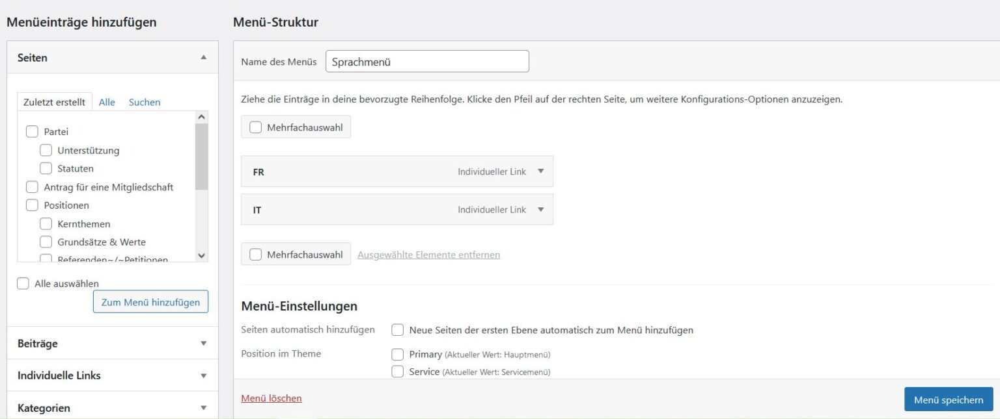 Menüeinträge hinzufügen
Seiten
Zuletzt erstellt Alle Suchen
Partei
Unterstützung
Statuten
Antrag für eine Mitgliedschaft
Positionen
Kernthemen
Grundsätze & Werte
Referenden~/~Petitionen
Alle auswählen
Zum Menü hinzufügen
Beiträge
Individuelle Links
Kategorien
Menü-Struktur
Name des Menüs Sprachmenü
Ziehe die Einträge in deine bevorzugte Reihenfolge. Klicke den Pfeil auf der rechten Seite, um weitere Konfigurations-Optionen anzuzeigen.
Mehrfachauswahl
FR Individueller Link
IT Individueller Link
Mehrfachauswahl Ausgewählte Elemente entfernen
Menü-Einstellungen
Seiten automatisch hinzufügen Neue Seiten der ersten Ebene automatisch zum Menü hinzufügen
Position im Theme Primary (Aktueller Wert: Hauptmenü)
Service (Aktueller Wert: Servicemenü)
Menü löschen Menü speichern